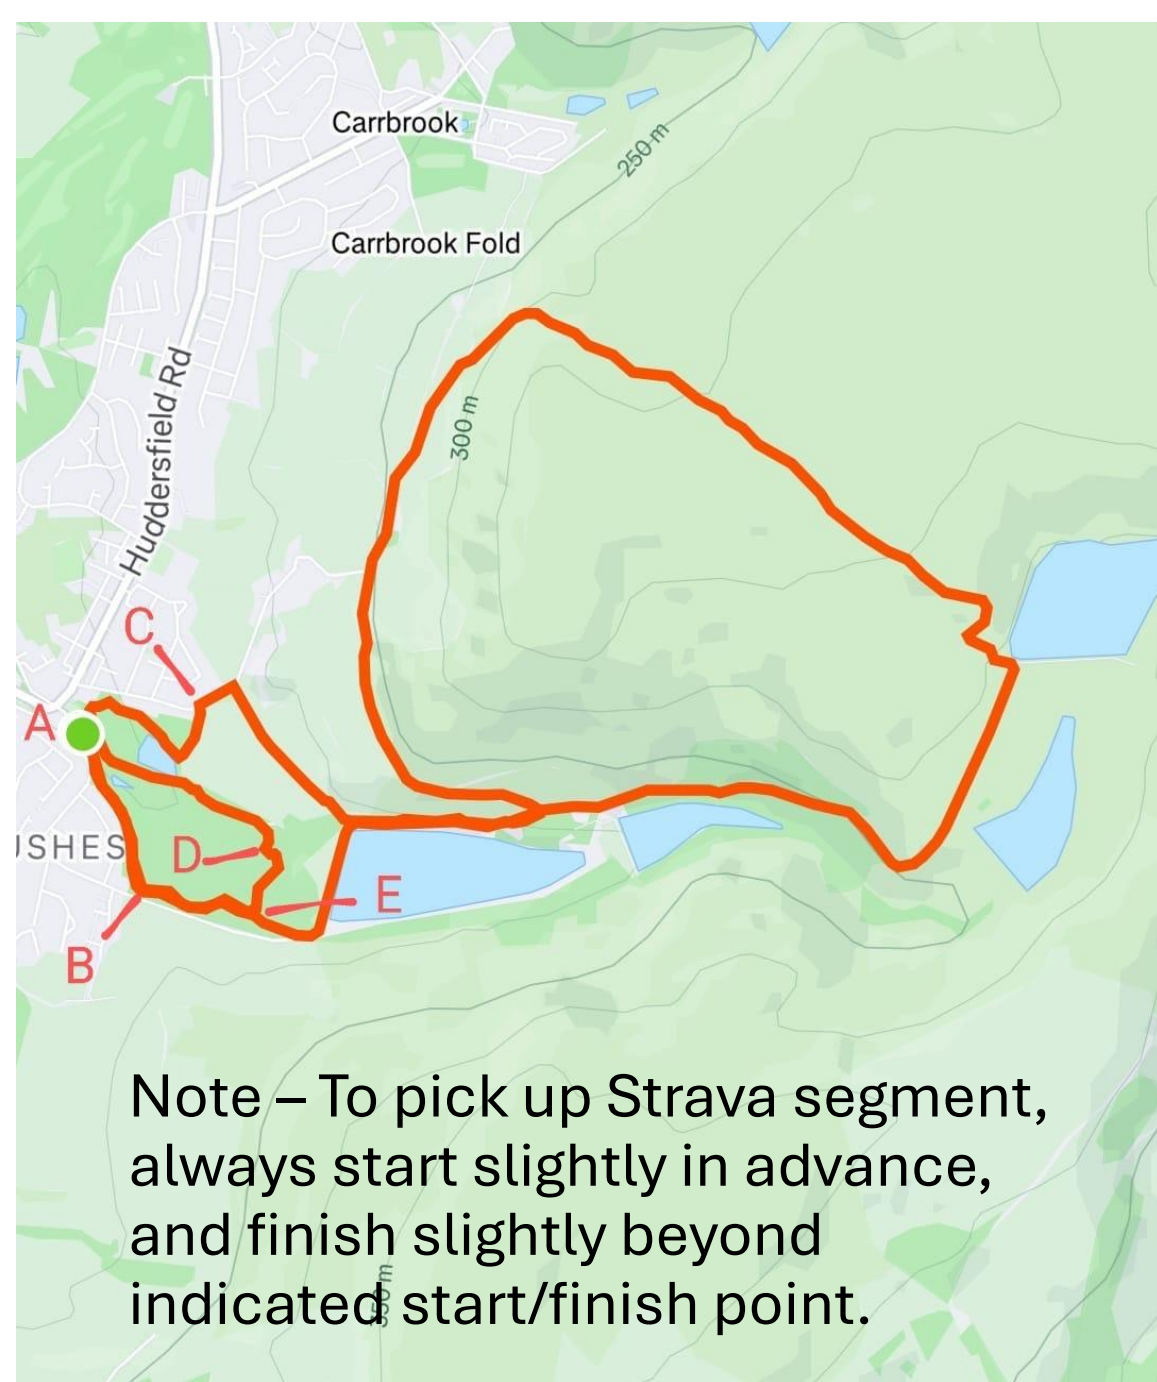 Carrbrook
250 m
Carrbrook Fold
Huddersfield Rd
300 m
C
A
JSHES
D
E
B
Note – To pick up Strava segment,
always start slightly in advance,
and finish slightly beyond
indicated start/finish point.